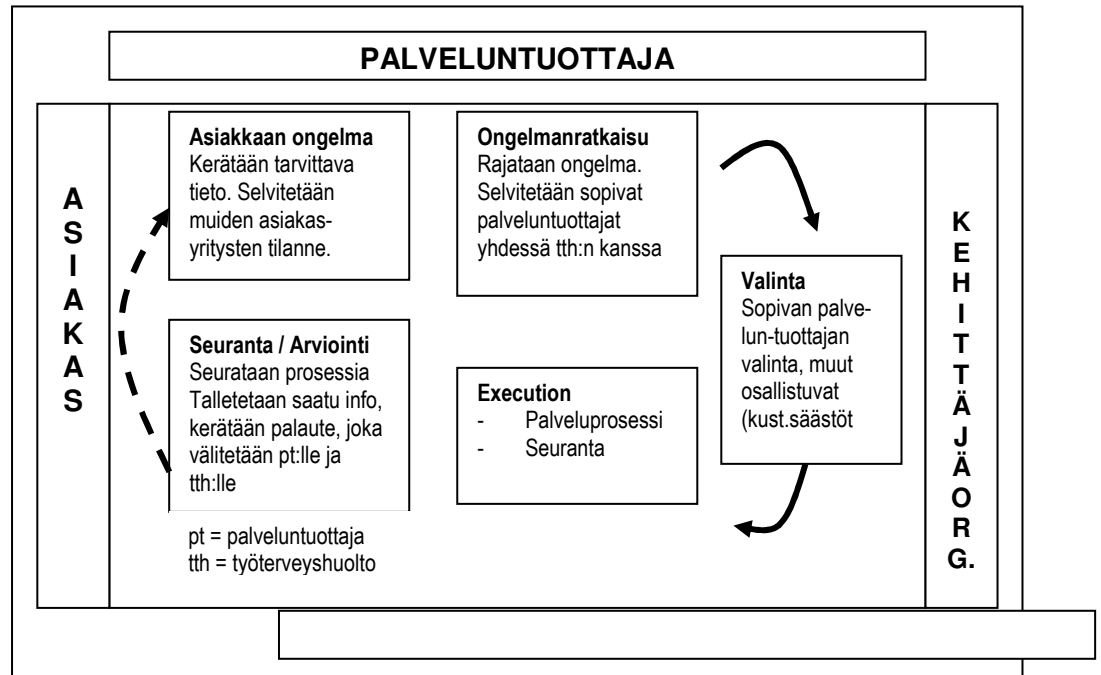 PALVELUNTUOTTAJA
ASIAKAS
Asiakkaan ongelma
Kerätään tarvittava
tieto. Selvitetään
muiden asiakas-
yritysten tilanne.
Ongelmanratkaisu
Rajataan ongelma.
Selvitetään sopivat
palveluntuottajat
yhdessä tth:n kanssa
Valinta
Sopivan palve-
lun-tuottajan
valinta, muut
osallistuvat
(kust.säästöt
Execution
- Palveluprosessi
- Seuranta
Seuranta / Arviointi
Seurataan prosessia
Talletetaan saatu info,
kerätään palaute, joka
välitetään pt:lle ja
tth:lle
pt = palveluntuottaja
tth = työterveyshuolto
KEHITTÄJÄORG.